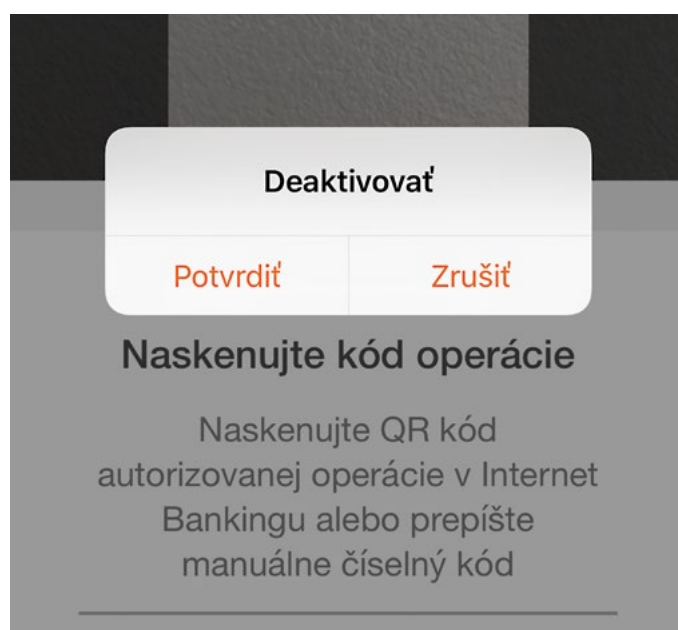 Deaktivovať
Potvrdiť
Zrušiť
Naskenujte kód operácie
Naskenujte QR kód
autorizovanej operácie v Internet
Bankingu alebo prepíšte
manuálne číselný kód